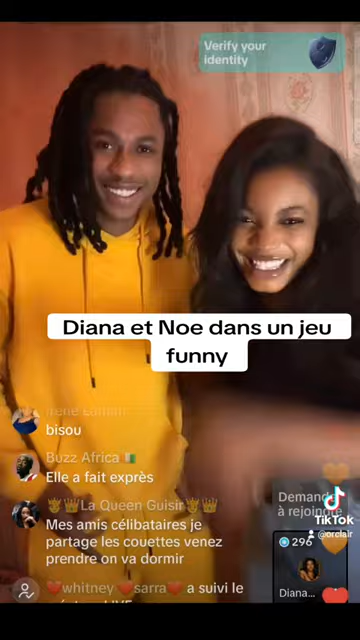 Verify your
identity
Diana et Noe dans un jeu
funny
bisou
Buzz Africa
Elle a fait exprès
La Queen Guisir
Mes amis célibataires je
partage les couettes venez
prendre on va dormir
whitney sarra a suivi le
LIVE
Demande
à rejoindre
TikTok
@orclair
296
Diana...